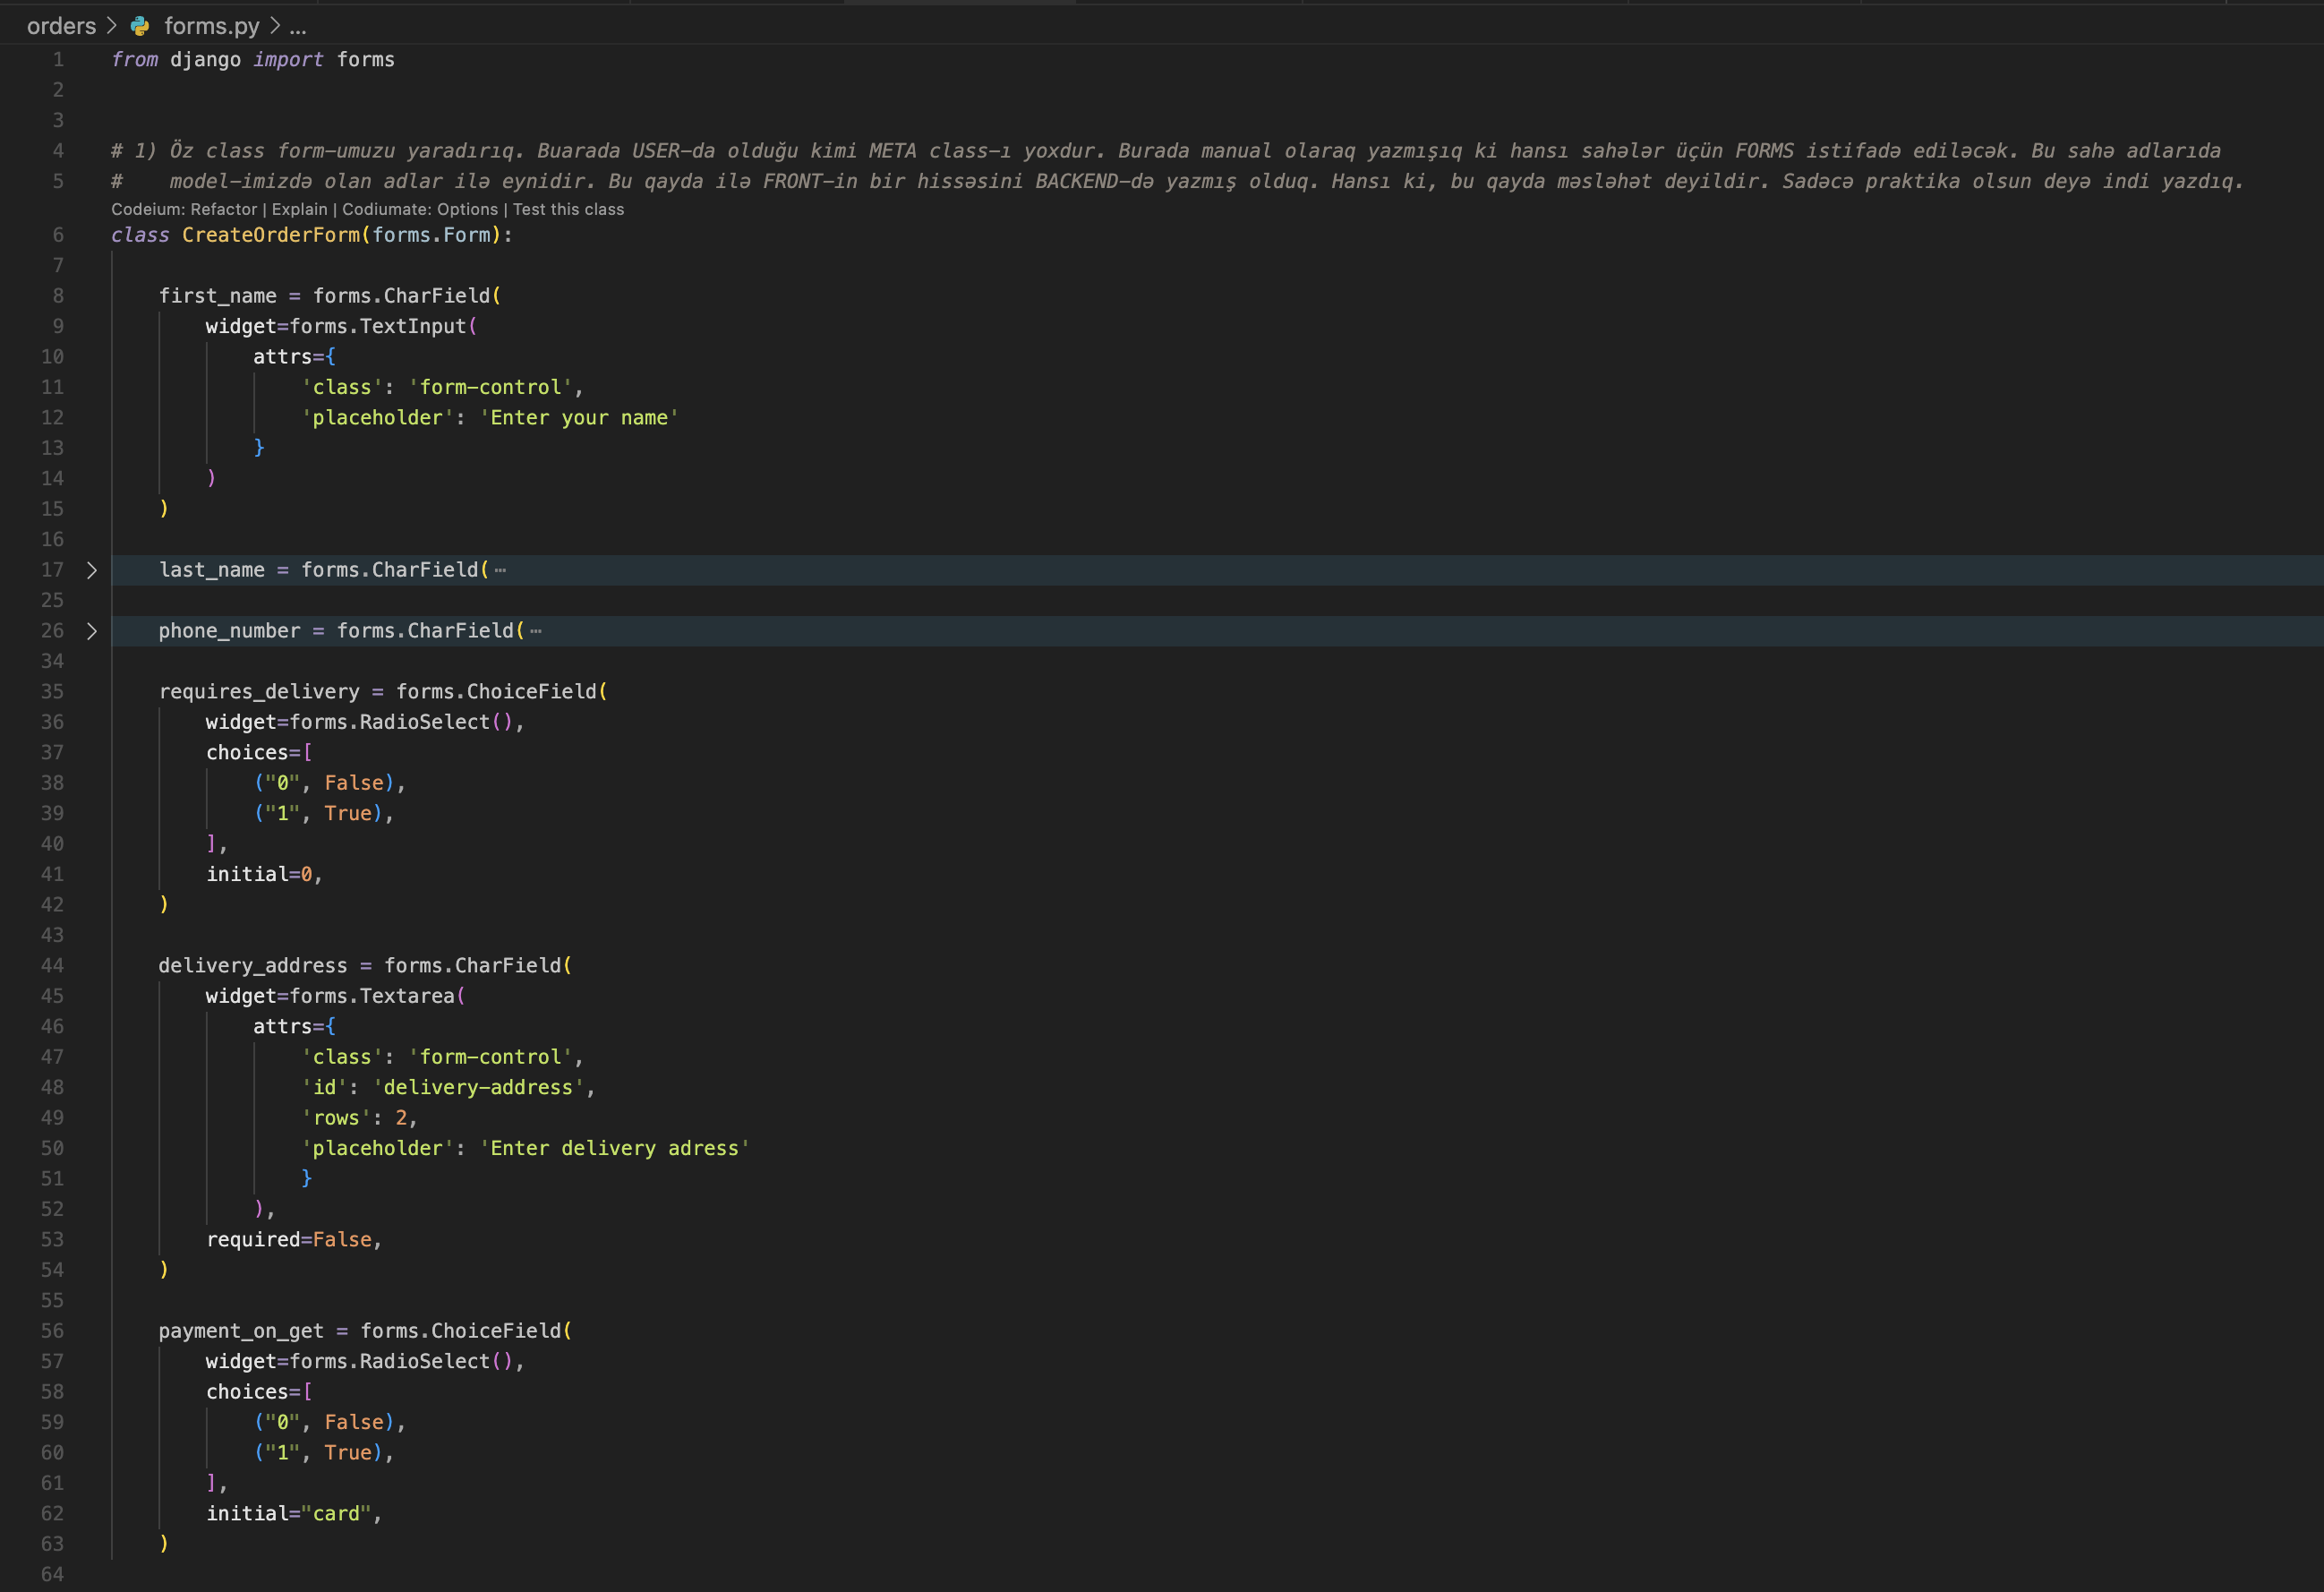 orders > forms.py > ...
1 from django import forms
2
3
4 # 1) Öz class form-umuzu yaradırıq. Buarada USER-da olduğu kimi META class-ı yoxdur. Burada manual olaraq yazmışıq ki hansı sahələr üçün FORMS istifadə ediləcək. Bu sahə adlarıda
5 #    model-imizdə olan adlar ilə eynidir. Bu qayda ilə FRONT-in bir hissəsini BACKEND-də yazmış olduq. Hansı ki, bu qayda məsləhət deyildir. Sadəcə praktika olsun deyə indi yazdıq.
Codeium: Refactor | Explain | Codiumate: Options | Test this class
6 class CreateOrderForm(forms.Form):
7
8     first_name = forms.CharField(
9         widget=forms.TextInput(
10             attrs={
11                 'class': 'form-control',
12                 'placeholder': 'Enter your name'
13             }
14         )
15     )
16
17     last_name = forms.CharField( ⋯
25
26     phone_number = forms.CharField( ⋯
34
35     requires_delivery = forms.ChoiceField(
36         widget=forms.RadioSelect(),
37         choices=[
38             ("0", False),
39             ("1", True),
40         ],
41         initial=0,
42     )
43
44     delivery_address = forms.CharField(
45         widget=forms.Textarea(
46             attrs={
47                 'class': 'form-control',
48                 'id': 'delivery-address',
49                 'rows': 2,
50                 'placeholder': 'Enter delivery adress'
51                 }
52             ),
53         required=False,
54     )
55
56     payment_on_get = forms.ChoiceField(
57         widget=forms.RadioSelect(),
58         choices=[
59             ("0", False),
60             ("1", True),
61         ],
62         initial="card",
63     )
64